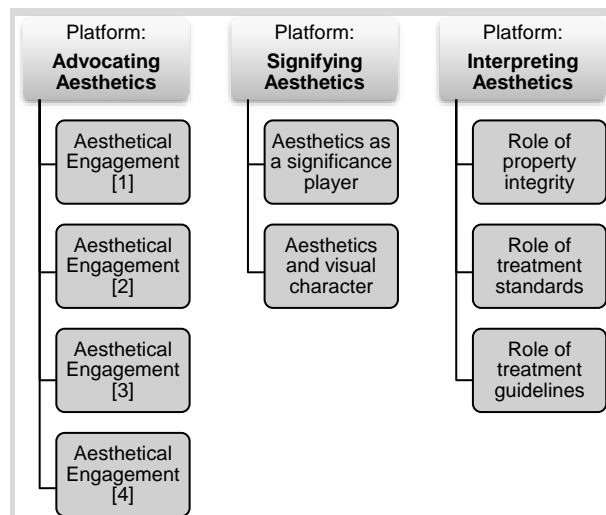 Platform:
Advocating
Aesthetics
Aesthetical
Engagement
[1]
Aesthetical
Engagement
[2]
Aesthetical
Engagement
[3]
Aesthetical
Engagement
[4]
Platform:
Signifying
Aesthetics
Aesthetics as
a significance
player
Aesthetics
and visual
character
Platform:
Interpreting
Aesthetics
Role of
property
integrity
Role of
treatment
standards
Role of
treatment
guidelines